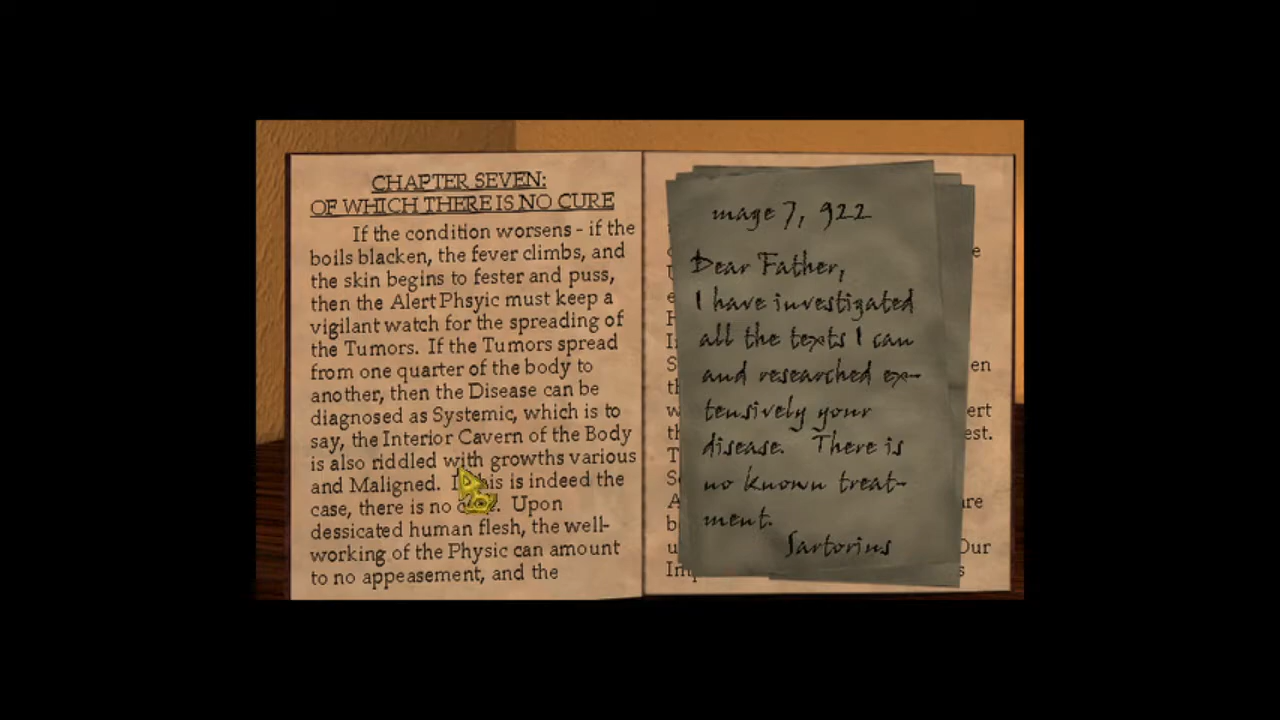 CHAPTER SEVEN:
OF WHICH THERE IS NO CURE
If the condition worsens - if the
boils blacken, the fever climbs, and
the skin begins to fester and puss,
then the Alert Phsyic must keep a
vigilant watch for the spreading of
the Tumors. If the Tumors spread
from one quarter of the body to
another, then the Disease can be
diagnosed as Systemic, which is to
say, the Interior Cavern of the Body
is also riddled with growths various
and Maligned. is indeed the
case, there is no Upon
dessicated human flesh, the well-
working of the Physic can amount
to no appeasement, and the
mage 7, 922
Dear Father,
I have investigated
all the texts I can
and researched ex-
tensively your
disease. There is
no known treat-
ment.
Sartorius